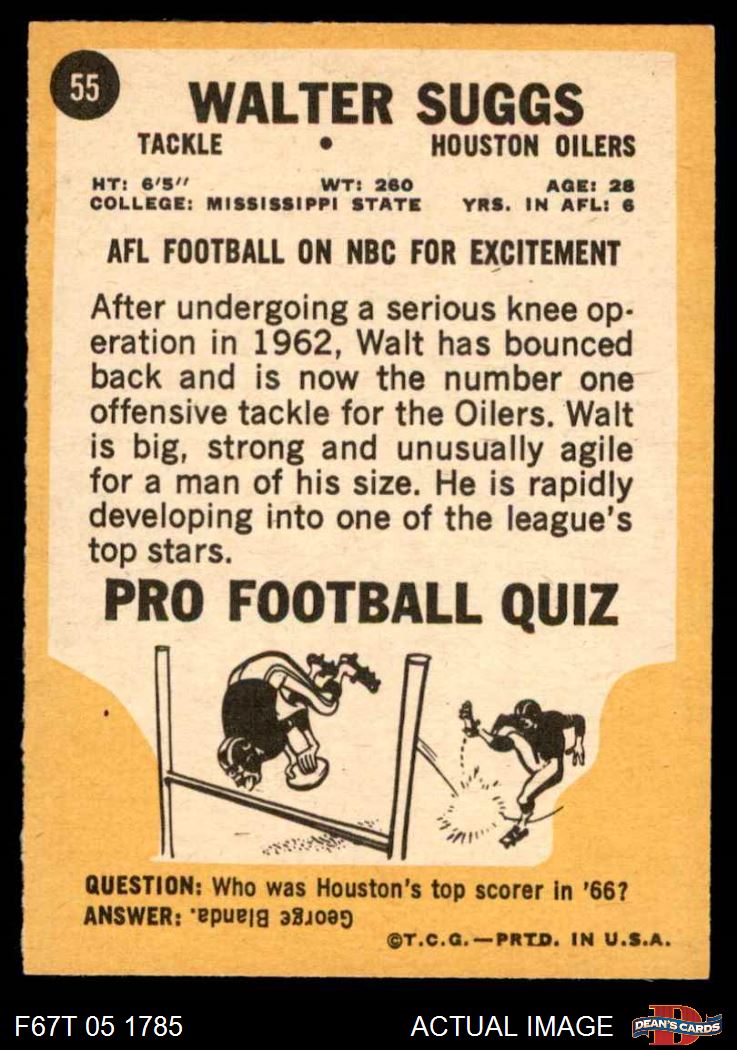 55
WALTER SUGGS
TACKLE • HOUSTON OILERS
HT: 6'5" WT: 260 AGE: 28
COLLEGE: MISSISSIPPI STATE YRS. IN AFL: 6
AFL FOOTBALL ON NBC FOR EXCITEMENT
After undergoing a serious knee op-
eration in 1962, Walt has bounced
back and is now the number one
offensive tackle for the Oilers. Walt
is big, strong and unusually agile
for a man of his size. He is rapidly
developing into one of the league's
top stars.
PRO FOOTBALL QUIZ
QUESTION: Who was Houston's top scorer in '66?
ANSWER: George Blanda.
©T.C.G.—PRTD. IN U.S.A.
F67T 05 1785 ACTUAL IMAGE
D
DEAN'S CARDS